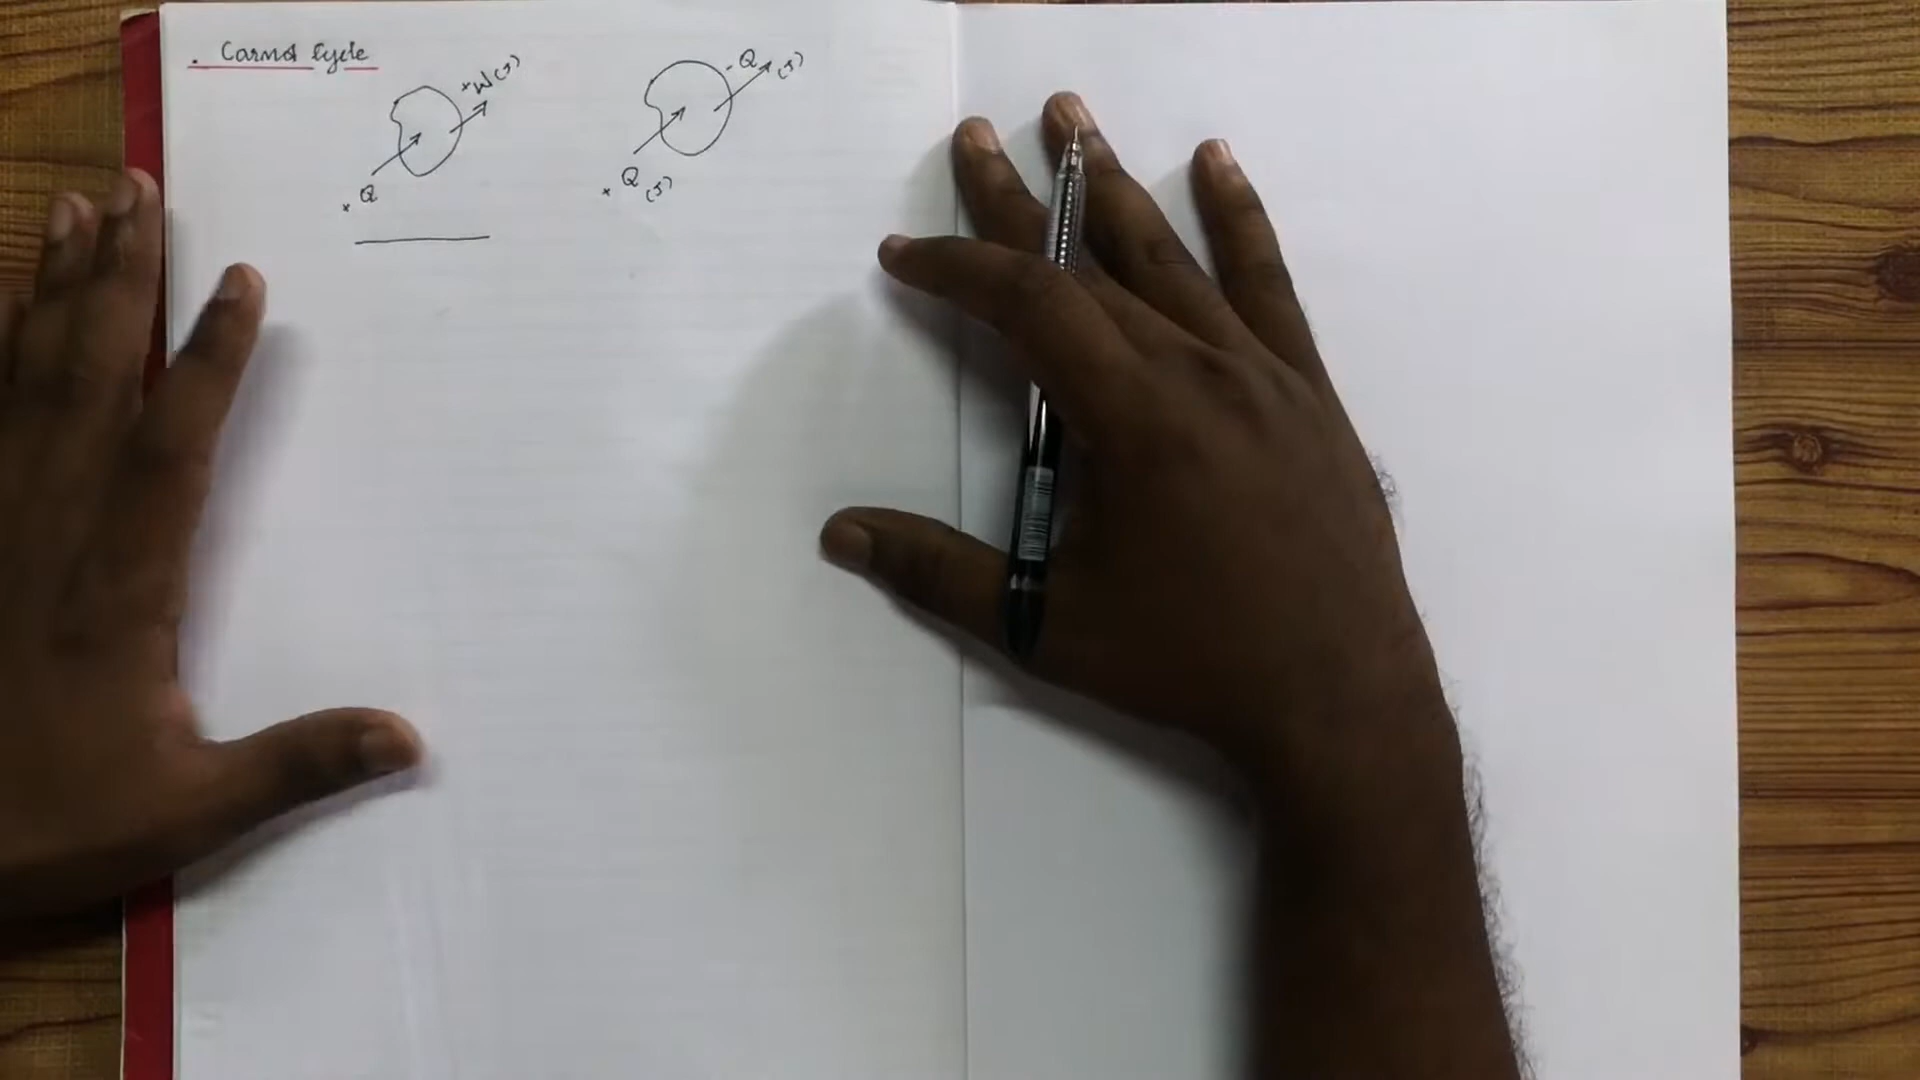 . Carnot Cycle
+W (J)
+ Q
- Q (J)
+ Q (J)